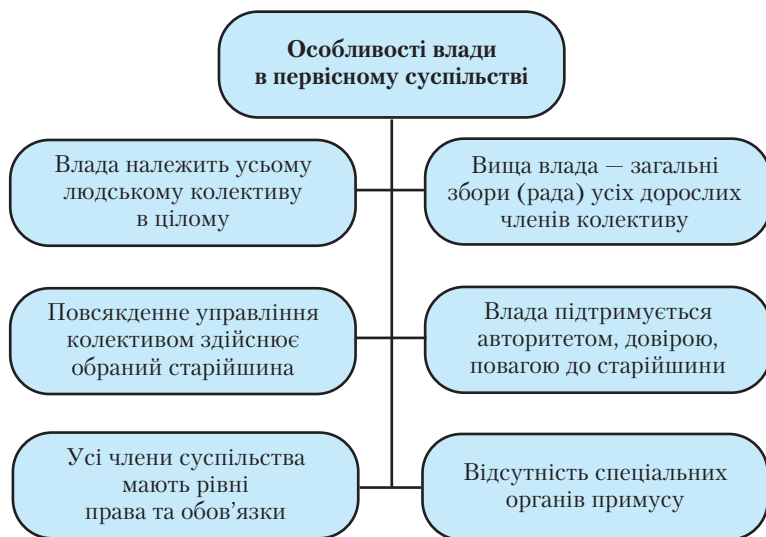 Особливості влади
в первісному суспільстві
Влада належить усьому
людському колективу
в цілому
Вища влада — загальні
збори (рада) усіх дорослих
членів колективу
Повсякденне управління
колективом здійснює
обраний старійшина
Влада підтримується
авторитетом, довірою,
повагою до старійшини
Усі члени суспільства
мають рівні
права та обов’язки
Відсутність спеціальних
органів примусу